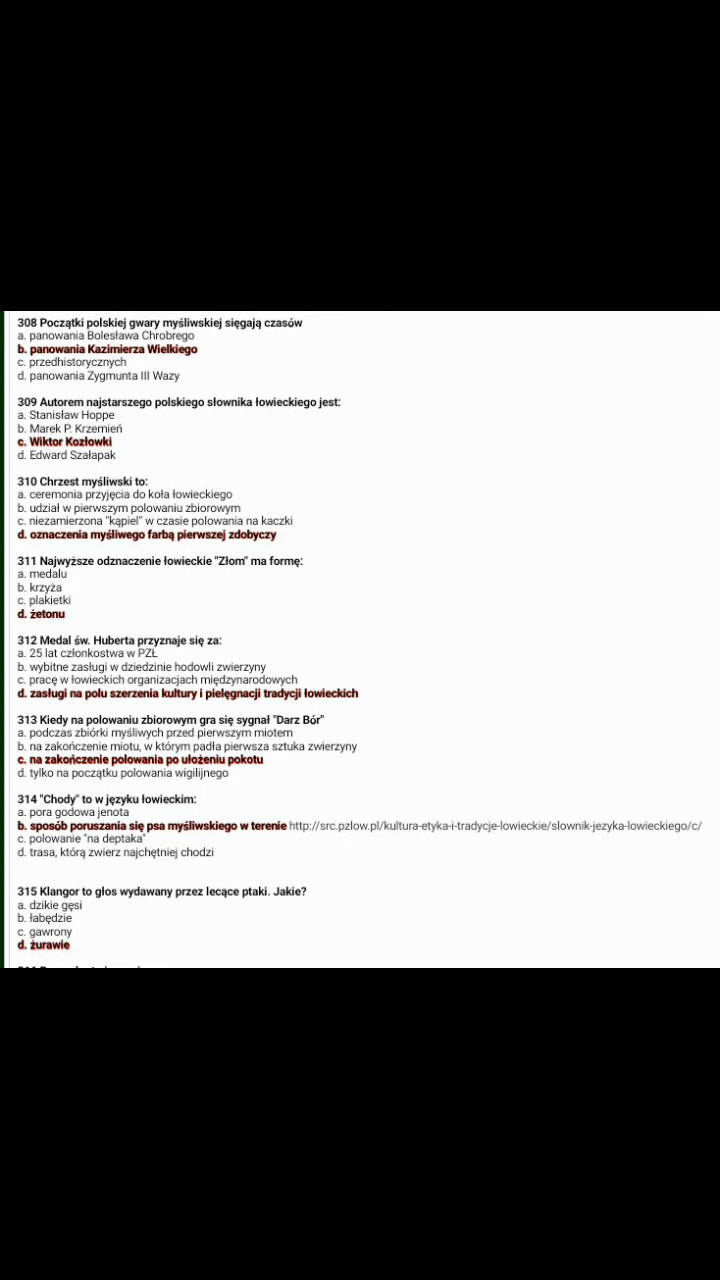 308 Początki polskiej gwary myśliwskiej sięgają czasów
a. panowania Bolesława Chrobrego
b. panowania Kazimierza Wielkiego
c. przedhistorycznych
d. panowania Zygmunta III Wazy
309 Autorem najstarszego polskiego słownika łowieckiego jest:
a. Stanisław Hoppe
b. Marek P. Krzemień
c. Wiktor Kozłowki
d. Edward Szałapak
310 Chrzest myśliwski to:
a. ceremonia przyjęcia do koła łowieckiego
b. udział w pierwszym polowaniu zbiorowym
c. niezamierzona "kąpiel" w czasie polowania na kaczki
d. oznaczenia myśliwego farbą pierwszej zdobyczy
311 Najwyższe odznaczenie łowieckie "Złom" ma formę:
a. medalu
b. krzyża
c. plakietki
d. żetonu
312 Medal św. Huberta przyznaje się za:
a. 25 lat członkostwa w PZŁ
b. wybitne zasługi w dziedzinie hodowli zwierzyny
c. pracę w łowieckich organizacjach międzynarodowych
d. zasługi na polu szerzenia kultury i pielęgnacji tradycji łowieckich
313 Kiedy na polowaniu zbiorowym gra się sygnał "Darz Bór"
a. podczas zbiórki myśliwych przed pierwszym miotem
b. na zakończenie miotu, w którym padła pierwsza sztuka zwierzyny
c. na zakończenie polowania po ułożeniu pokotu
d. tylko na początku polowania wigilijnego
314 "Chody" to w języku łowieckim:
a. pora godowa jenota
b. sposób poruszania się psa myśliwskiego w terenie http://src.pzlow.pl/kultura-etyka-i-tradycje-lowieckie/slownik-jezyka-lowieckiego/c/
c. polowanie "na deptaka"
d. trasa, którą zwierz najchętniej chodzi
315 Klangor to głos wydawany przez lecące ptaki. Jakie?
a. dzikie gęsi
b. łabędzie
c. gawrony
d. żurawie